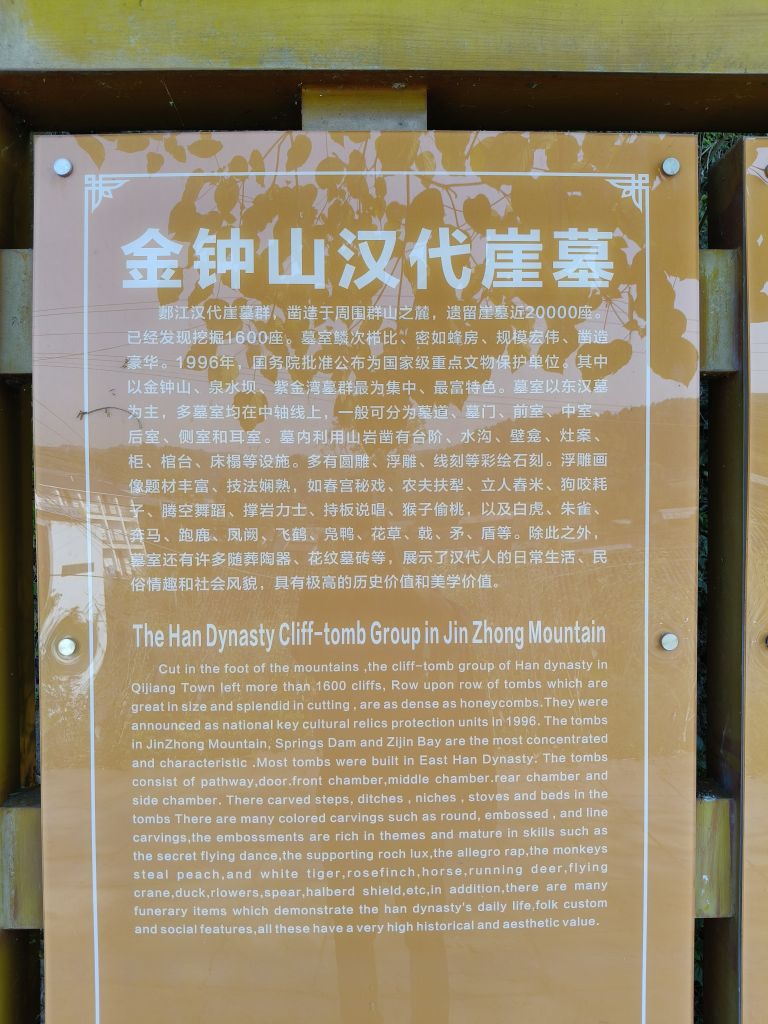 金钟山汉代崖墓
郪江汉代崖墓群，凿造于周围群山之麓，遗留崖墓近20000座。
已经发现挖掘1600座。墓室鳞次栉比、密如蜂房、规模宏伟、凿造
豪华。1996年，国务院批准公布为国家级重点文物保护单位。其中
以金钟山、泉水坝、紫金湾墓群最为集中、最富特色。墓室以东汉墓
为主，多墓室均在中轴线上，一般可分为墓道、墓门、前室、中室、
后室、侧室和耳室。墓内利用山岩凿有台阶、水沟、壁龛、灶案、
柜、棺台、床榻等设施。多有圆雕、浮雕、线刻等彩绘石刻。浮雕画
像题材丰富、技法娴熟，如春宫秘戏、农夫扶犁、立人舂米、狗咬耗
子、腾空舞蹈、撑岩力士、持板说唱、猴子偷桃，以及白虎、朱雀、
奔马、跑鹿、凤阙、飞鹤、凫鸭、花草、戟、矛、盾等。除此之外，
墓室还有许多随葬陶器、花纹墓砖等，展示了汉代人的日常生活、民
俗情趣和社会风貌，具有极高的历史价值和美学价值。
The Han Dynasty Cliff-tomb Group in Jin Zhong Mountain
Cut in the foot of the mountains ,the cliff-tomb group of Han dynasty in
Qijiang Town left more than 1600 cliffs, Row upon row of tombs which are
great in size and splendid in cutting , are as dense as honeycombs.They were
announced as national key cultural relics protection units in 1996. The tombs
in JinZhong Mountain, Springs Dam and Zijin Bay are the most concentrated
and characteristic .Most tombs were built in East Han Dynasty. The tombs
consist of pathway,door.front chamber,middle chamber.rear chamber and
side chamber. There carved steps, ditches , niches , stoves and beds in the
tombs There are many colored carvings such as round, embossed , and line
carvings,the embossments are rich in themes and mature in skills such as
the secret flying dance,the supporting roch lux,the allegro rap,the monkeys
steal peach,and white tiger,rosefinch,horse,running deer,flying
crane,duck,rlowers,spear,halberd shield,etc,in addition,there are many
funerary items which demonstrate the han dynasty's daily life,folk custom
and social features,all these have a very high historical and aesthetic value.